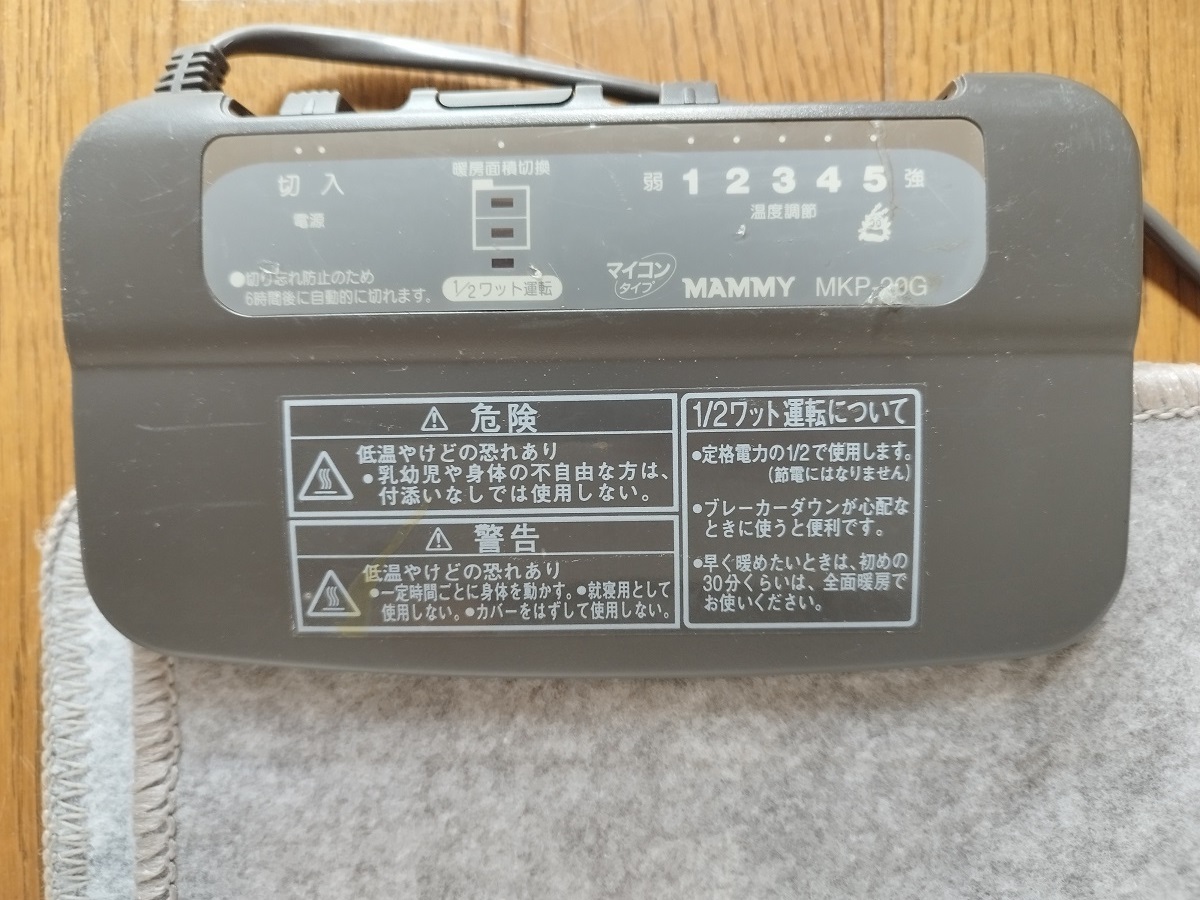 切 入
電源
●切り忘れ防止のため
6時間後に自動的に切れます。
暖房面積切換
1/2ワット運転
弱 1 2 3 4 5 強
温度調節
マイコン
タイプ
MAMMY MKP-20G
⚠ 危険
低温やけどの恐れあり
●乳幼児や身体の不自由な方は、
付添いなしでは使用しない。
⚠ 警告
低温やけどの恐れあり
●一定時間ごとに身体を動かす。●就寝用として
使用しない。●カバーをはずして使用しない。
1/2ワット運転について
●定格電力の1/2で使用します。
(節電にはなりません)
●ブレーカーダウンが心配な
ときに使うと便利です。
●早く暖めたいときは、初めの
30分くらいは、全面暖房で
お使いください。